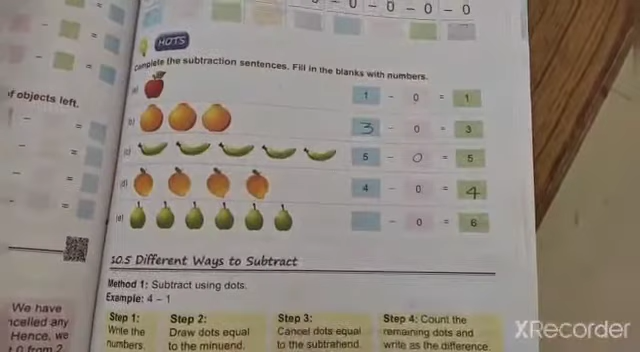 - 0 - 0 - 0
HOTS
Complete the subtraction sentences. Fill in the blanks with numbers.
(a) 1 - 0 = 1
(b) 3 - 0 = 3
(c) 5 - 0 = 5
(d) 4 - 0 = 4
(e) - 0 = 6
of objects left.
10.5 Different Ways to Subtract
Method 1: Subtract using dots.
Example: 4 – 1
Step 1:
Write the
numbers.
Step 2:
Draw dots equal
to the minuend.
Step 3:
Cancel dots equal
to the subtrahend.
Step 4: Count the
remaining dots and
write as the difference.
We have
ncelled any
Hence, we
XRecorder